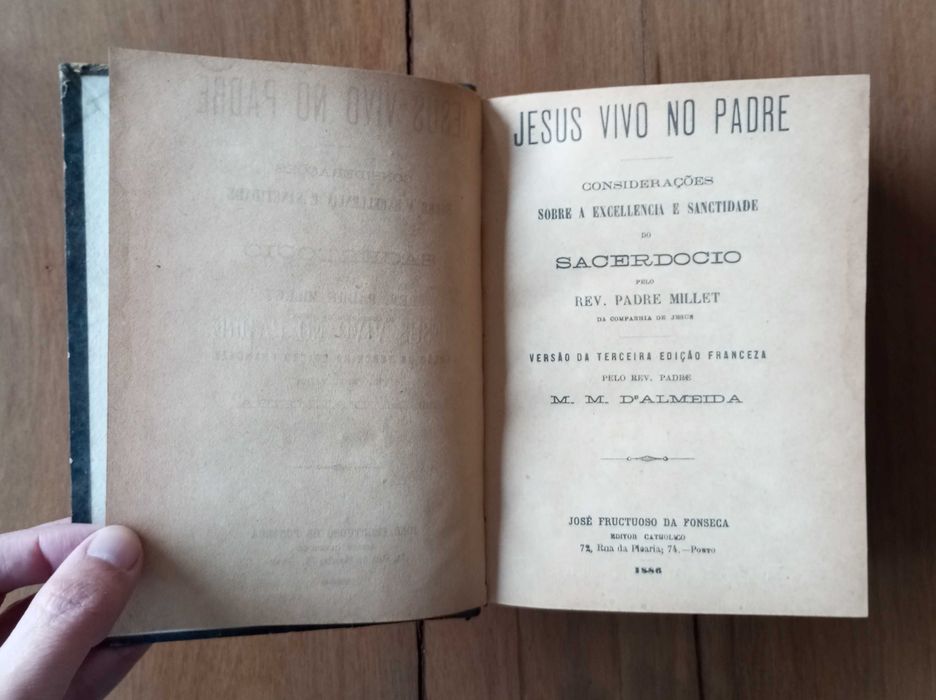 JESUS VIVO NO PADRE
CONSIDERAÇÕES
SOBRE A EXCELLENCIA E SANCTIDADE
DO
SACERDOCIO
PELO
REV. PADRE MILLET
DA COMPANHIA DE JESUS
VERSÃO DA TERCEIRA EDIÇÃO FRANCEZA
PELO REV. PADRE
M. M. D'ALMEIDA
JOSÉ FRUCTUOSO DA FONSECA
EDITOR CATHOLICO
72, Rua da Picaria; 74.—Porto
1886